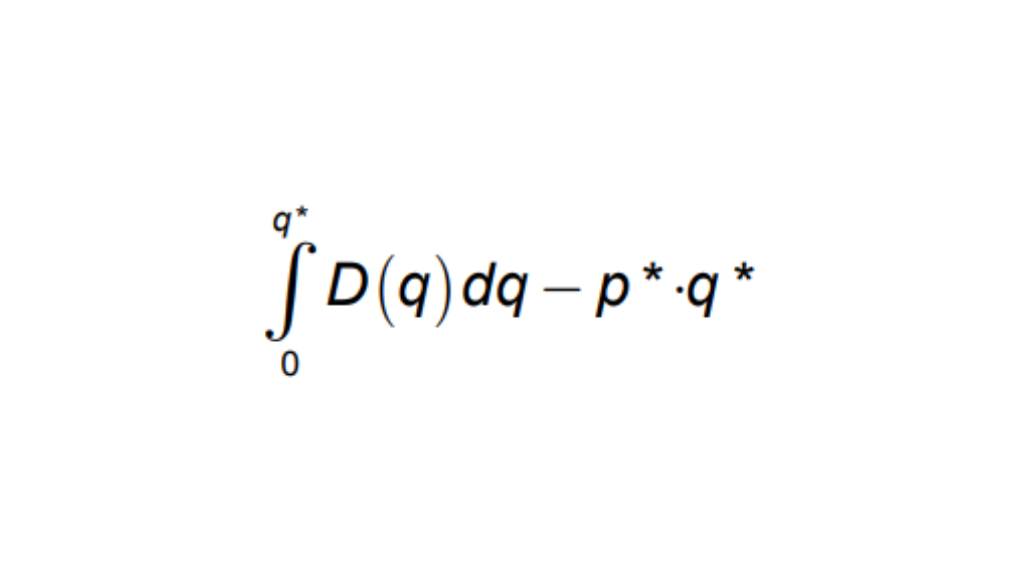 q*
∫ D(q) dq – p*·q*
0